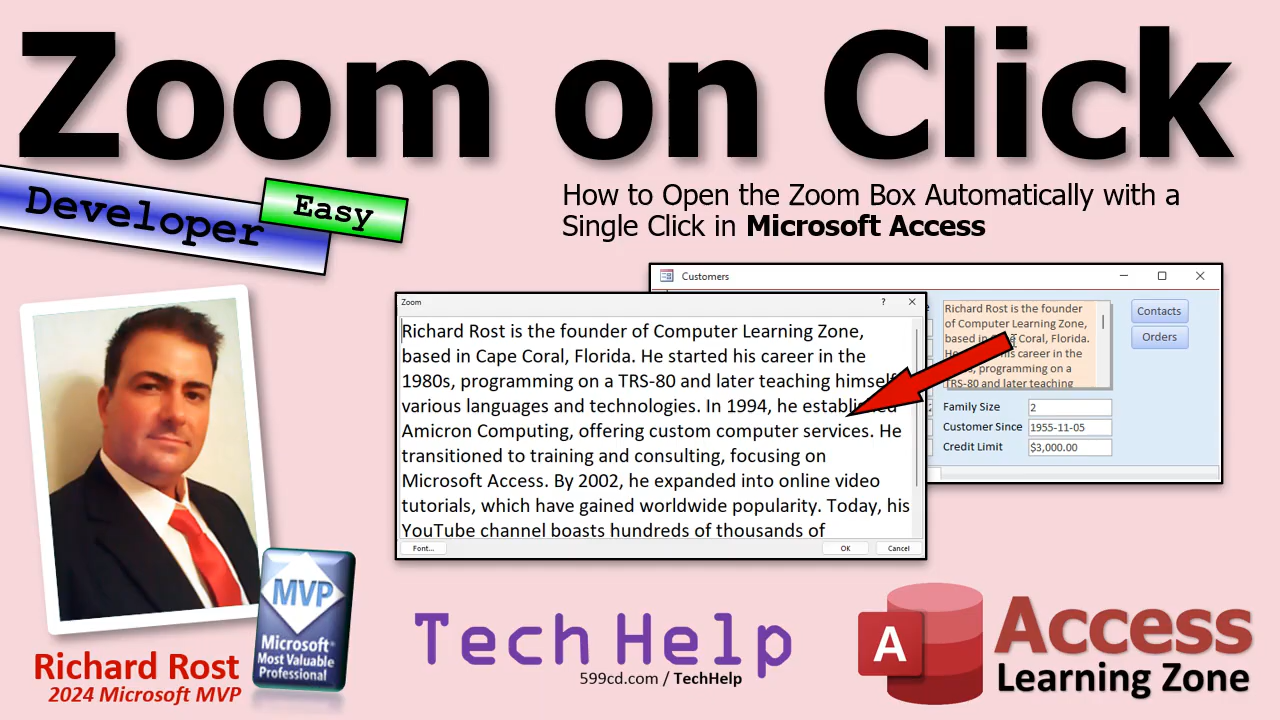 Zoom on Click
Developer
Easy
How to Open the Zoom Box Automatically with a
Single Click in Microsoft Access
Customers
Zoom
?
Richard Rost is the founder of Computer Learning Zone,
based in Cape Coral, Florida. He started his career in the
1980s, programming on a TRS-80 and later teaching himself
various languages and technologies. In 1994, he established
Amicron Computing, offering custom computer services. He
transitioned to training and consulting, focusing on
Microsoft Access. By 2002, he expanded into online video
tutorials, which have gained worldwide popularity. Today, his
YouTube channel boasts hundreds of thousands of
Font...
OK
Cancel
Richard Rost is the founder
of Computer Learning Zone,
based in Cape Coral, Florida.
He his career in the
programming on a
TRS-80 and later teaching
Contacts
Orders
Family Size 2
Customer Since 1955-11-05
Credit Limit $3,000.00
MVP
Microsoft®
Most Valuable
Professional
Richard Rost
2024 Microsoft MVP
TechHelp
599cd.com / TechHelp
A
Access
Learning Zone